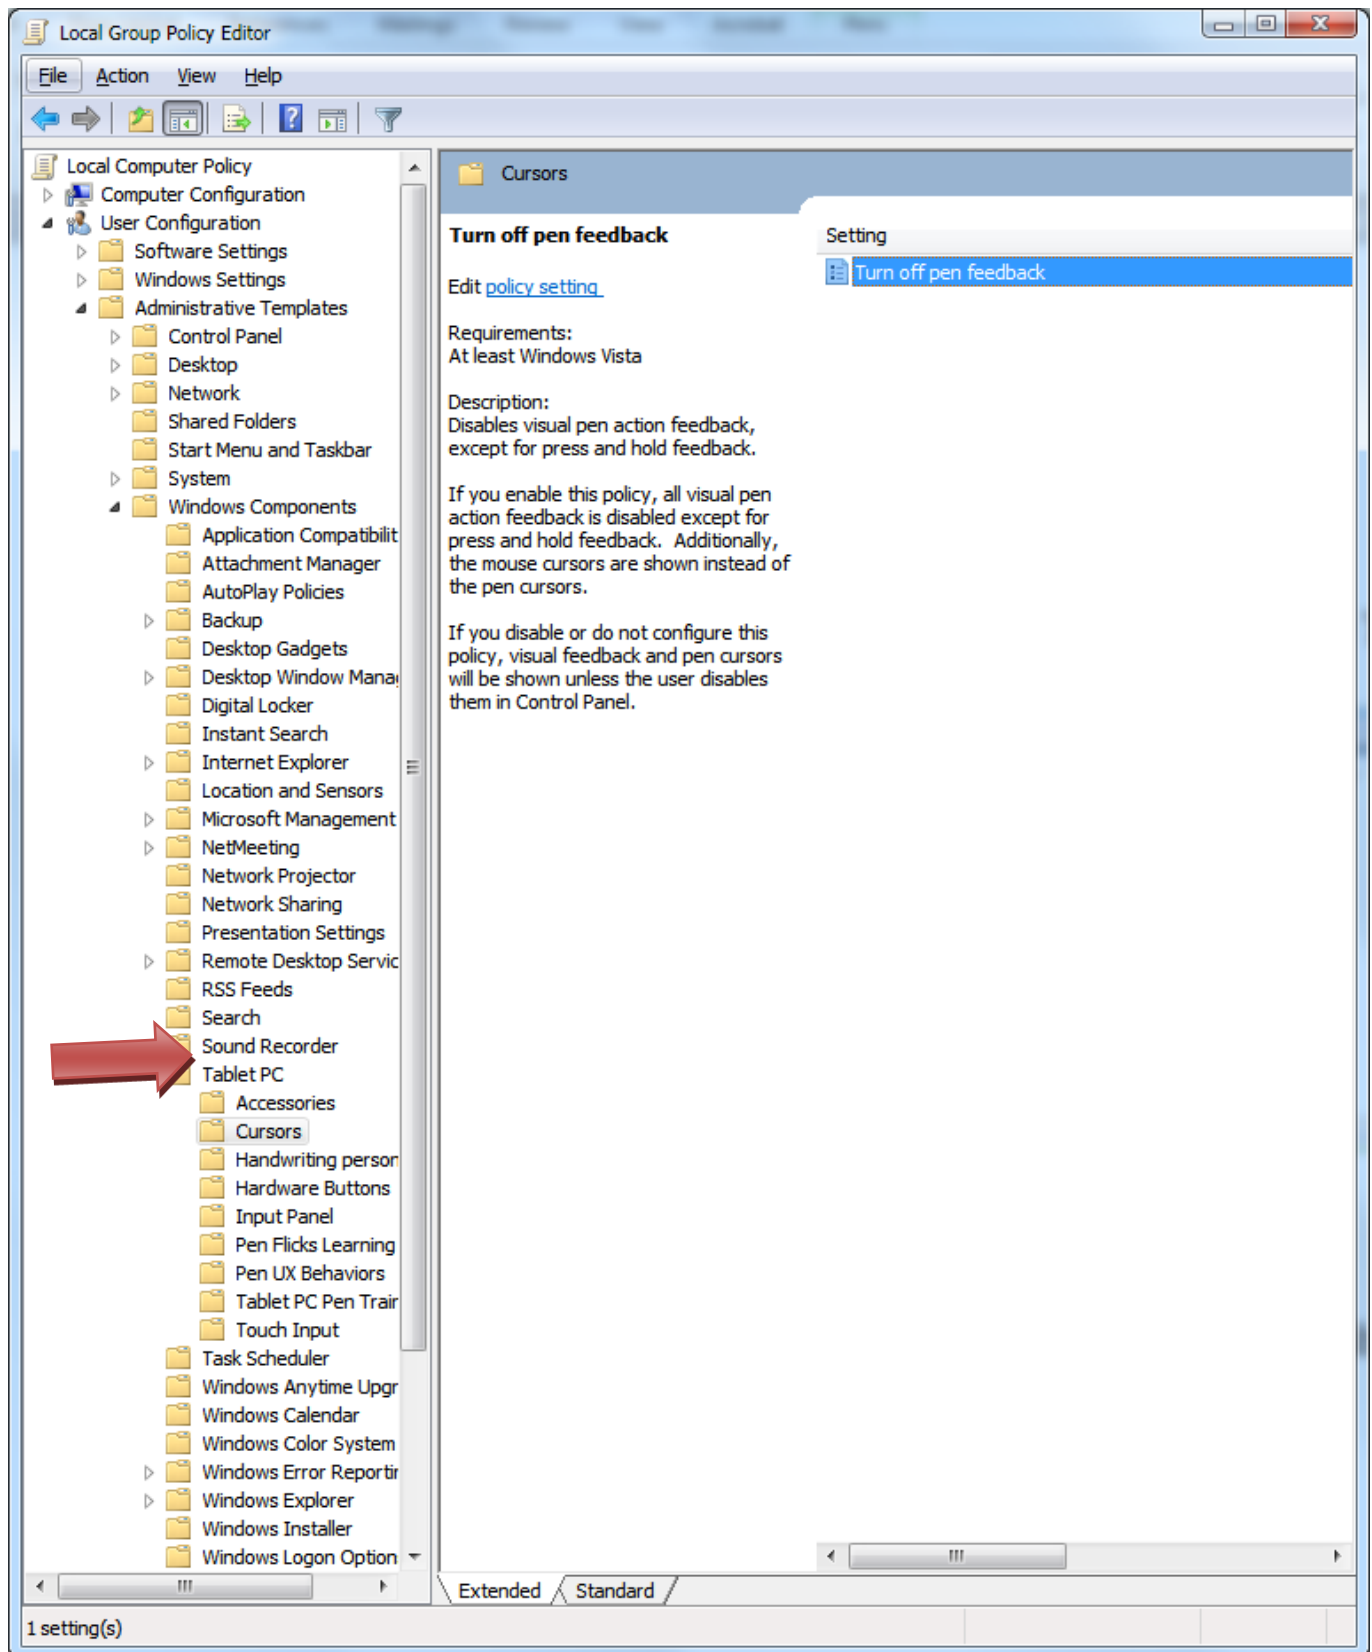 Local Group Policy Editor
File Action View Help
Local Computer Policy
Computer Configuration
User Configuration
Software Settings
Windows Settings
Administrative Templates
Control Panel
Desktop
Network
Shared Folders
Start Menu and Taskbar
System
Windows Components
Application Compatibilit
Attachment Manager
AutoPlay Policies
Backup
Desktop Gadgets
Desktop Window Mana
Digital Locker
Instant Search
Internet Explorer
Location and Sensors
Microsoft Management
NetMeeting
Network Projector
Network Sharing
Presentation Settings
Remote Desktop Servic
RSS Feeds
Search
Sound Recorder
Tablet PC
Accessories
Cursors
Handwriting person
Hardware Buttons
Input Panel
Pen Flicks Learning
Pen UX Behaviors
Tablet PC Pen Train
Touch Input
Task Scheduler
Windows Anytime Upgr
Windows Calendar
Windows Color System
Windows Error Reportin
Windows Explorer
Windows Installer
Windows Logon Option
Cursors
Turn off pen feedback
Edit policy setting
Requirements:
At least Windows Vista
Description:
Disables visual pen action feedback,
except for press and hold feedback.
If you enable this policy, all visual pen
action feedback is disabled except for
press and hold feedback. Additionally,
the mouse cursors are shown instead of
the pen cursors.
If you disable or do not configure this
policy, visual feedback and pen cursors
will be shown unless the user disables
them in Control Panel.
Setting
Turn off pen feedback
Extended Standard
1 setting(s)